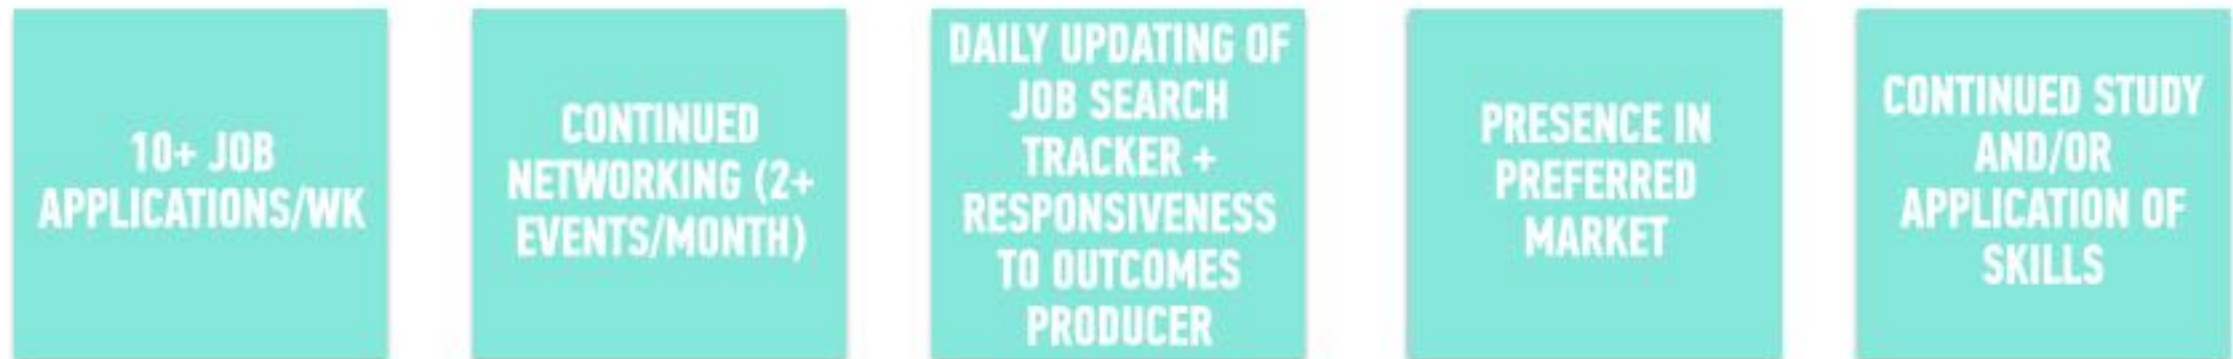 10+ JOB
APPLICATIONS/WK
CONTINUED
NETWORKING (2+
EVENTS/MONTH)
DAILY UPDATING OF
JOB SEARCH
TRACKER +
RESPONSIVENESS
TO OUTCOMES
PRODUCER
PRESENCE IN
PREFERRED
MARKET
CONTINUED STUDY
AND/OR
APPLICATION OF
SKILLS